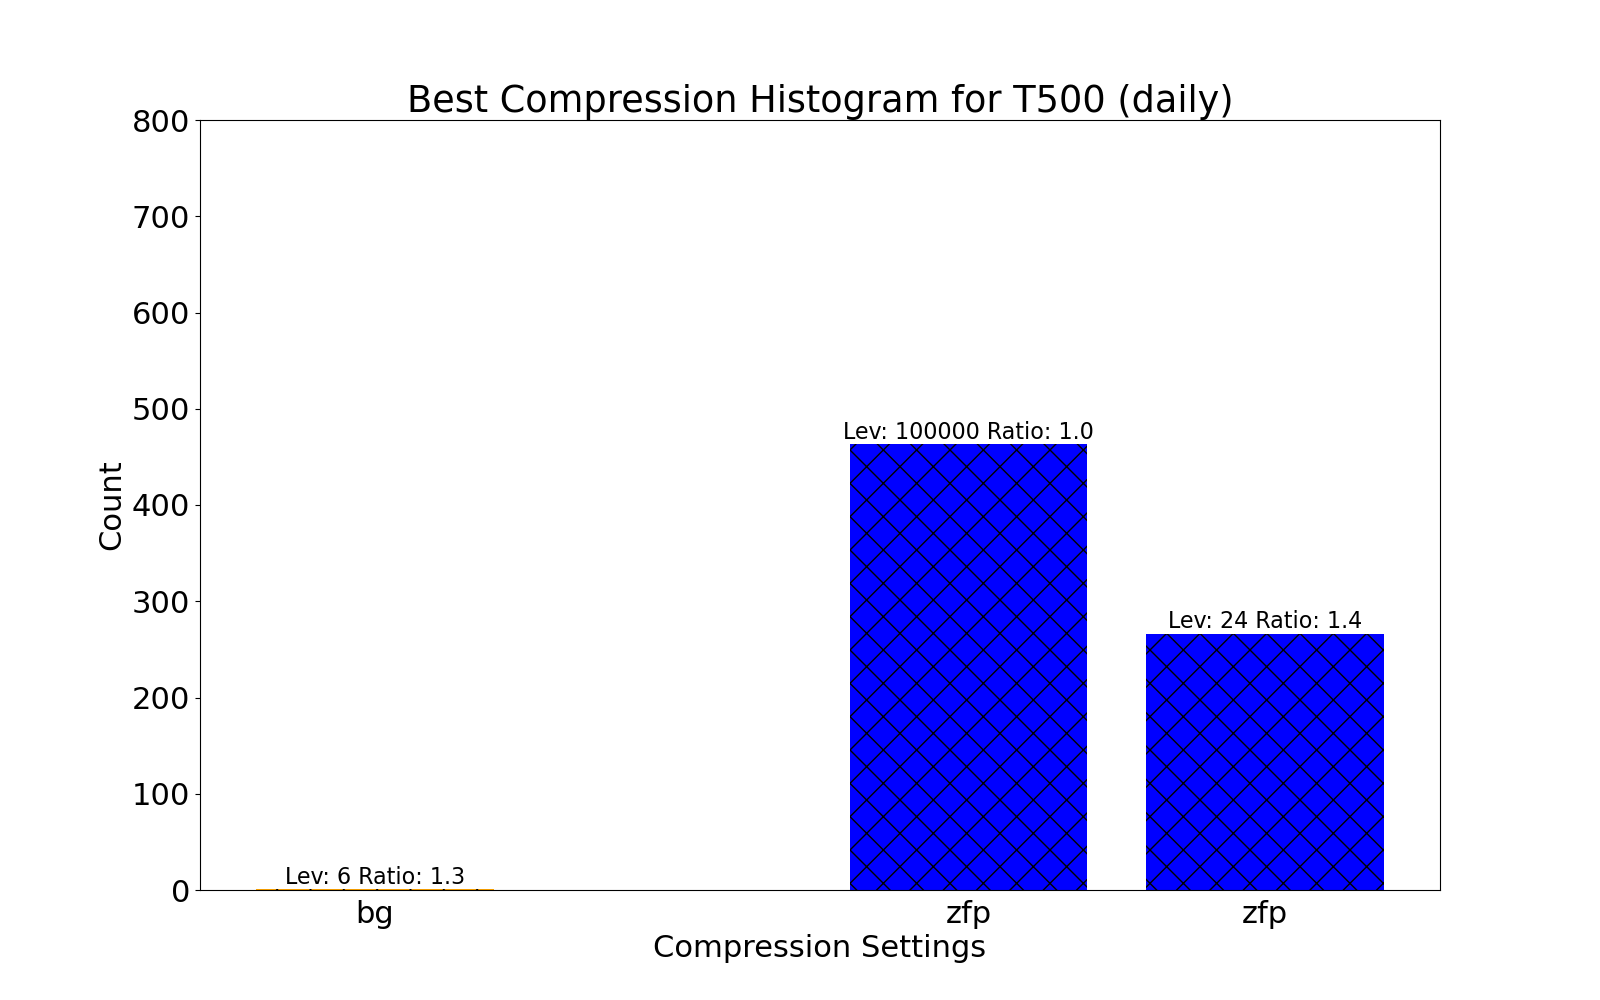 Best Compression Histogram for T500 (daily)
800
700
600
500
400
300
200
100
0
Count
Lev: 6 Ratio: 1.3
Lev: 100000 Ratio: 1.0
Lev: 24 Ratio: 1.4
bg
zfp
zfp
Compression Settings